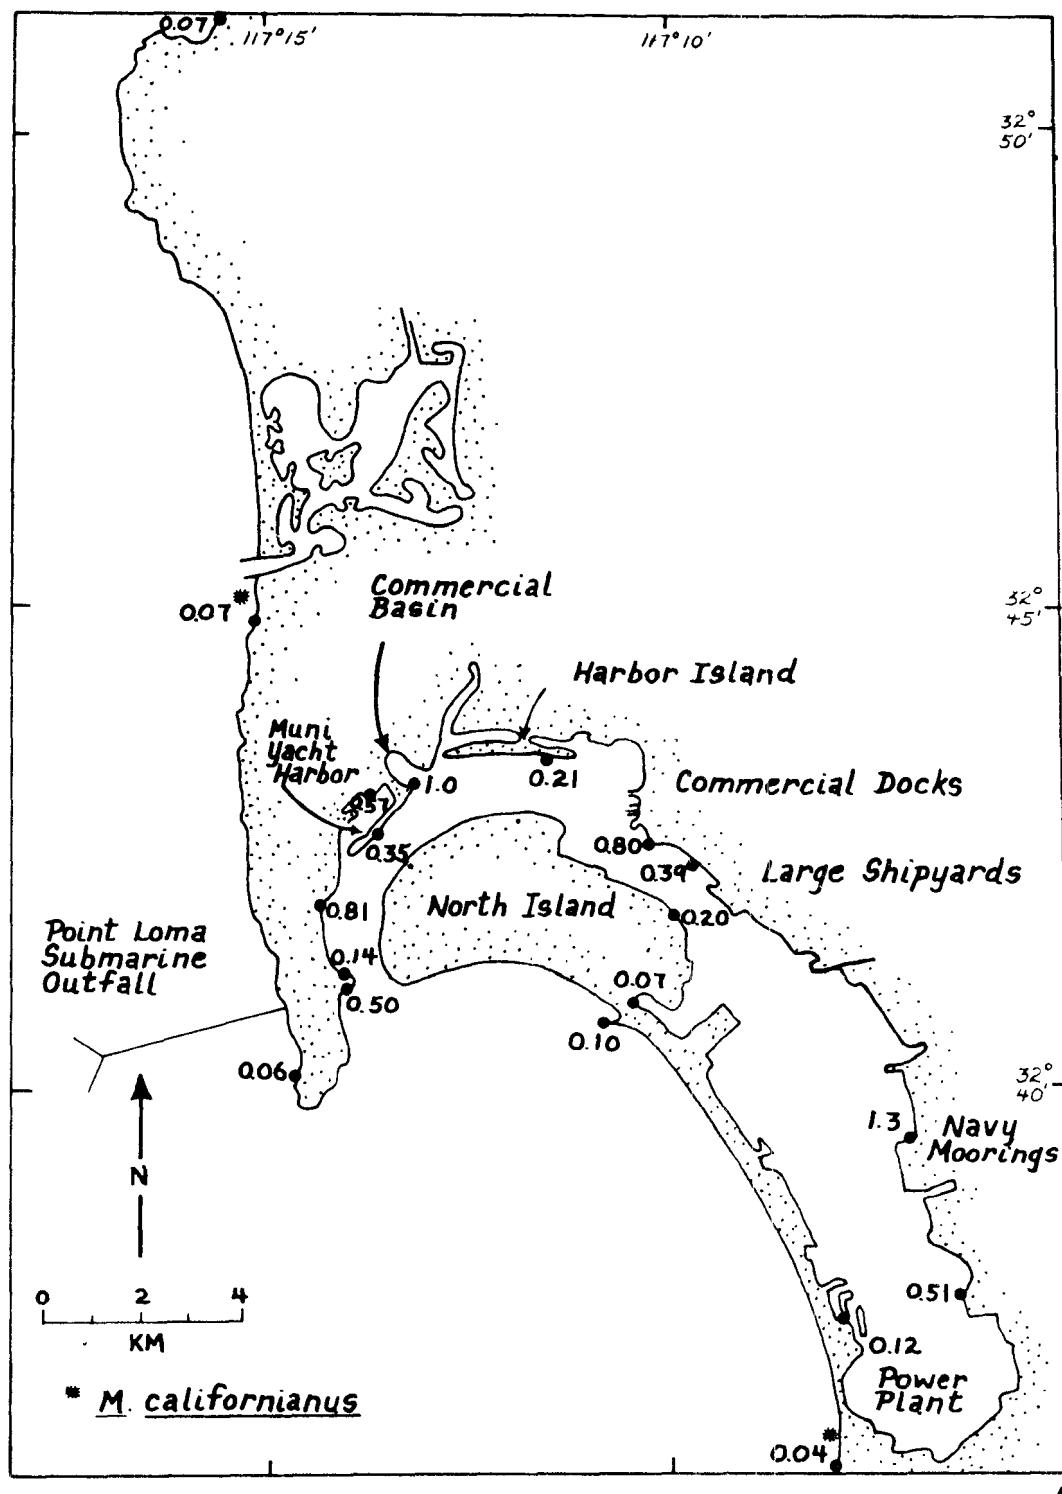 0.07
117°15'
117°10'
32°
50'
Commercial
Basin
*
0.07
32°
45'
Harbor Island
Muni
Yacht
Harbor
1.0
0.21
Commercial Docks
0.57
0.35
0.80
0.39
Large Shipyards
North Island
0.81
0.20
Point Loma
Submarine
Outfall
0.14
0.50
0.07
0.10
0.06
32°
40'
1.3
Navy
Moorings
N
0.51
0 2 4
KM
0.12
Power
Plant
* M. californianus
*
0.04